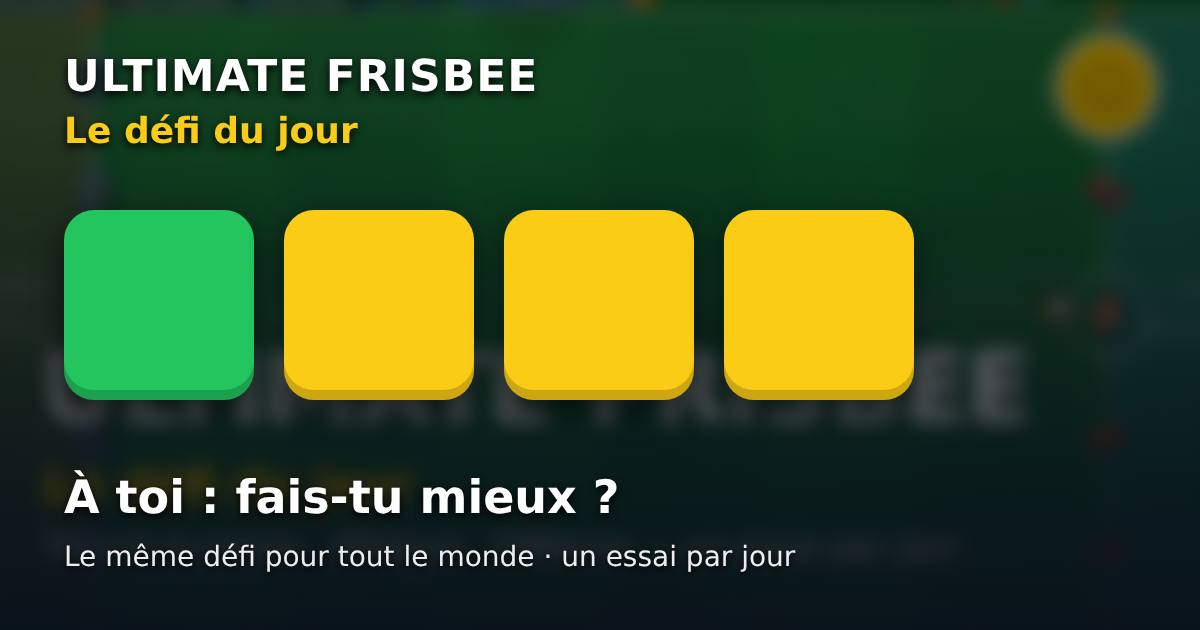 ULTIMATE FRISBEE
Le défi du jour
À toi : fais-tu mieux ?
Le même défi pour tout le monde · un essai par jour